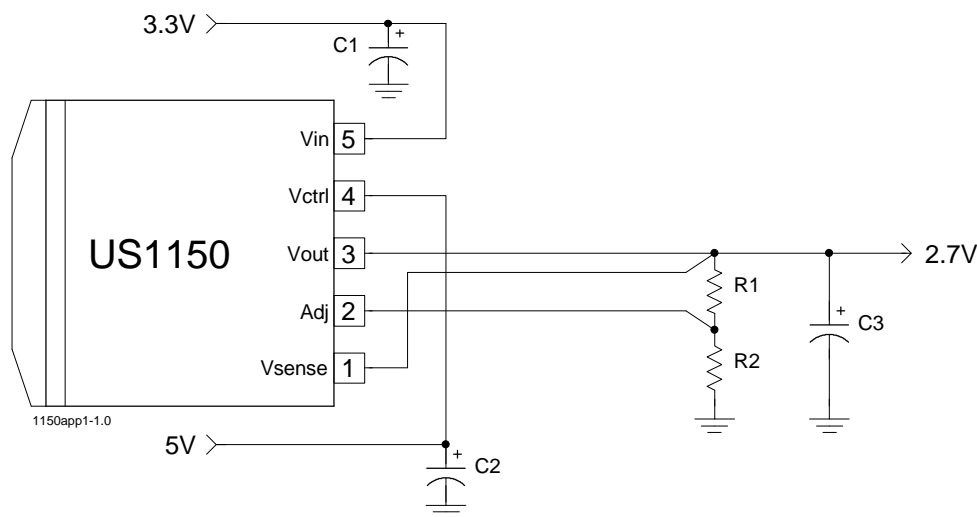 3.3V
C1
+
Vin 5
Vctrl 4
US1150
Vout 3
2.7V
R1
Adj 2
+
C3
Vsense 1
R2
1150app1-1.0
5V
+
C2